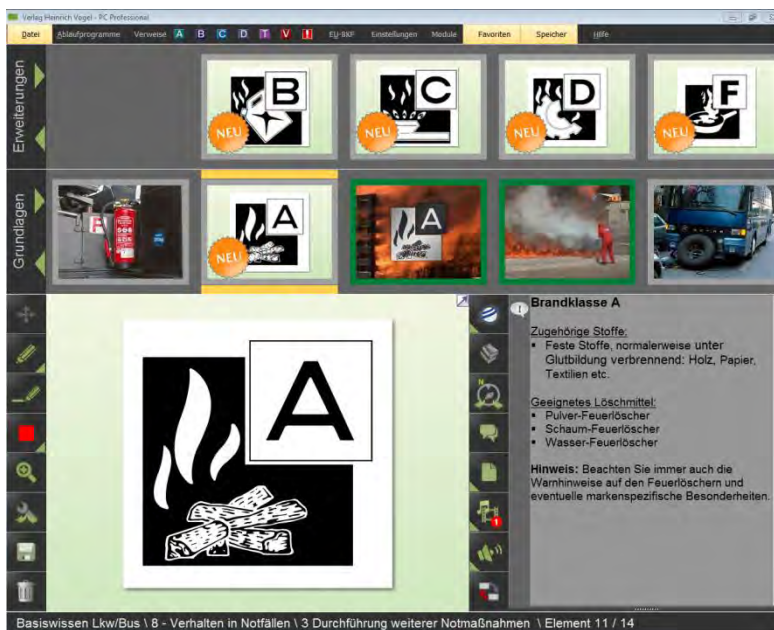 Verlag Heinrich Vogel - PC Professional
Datei Ablaufprogramme Verweise A B C D T V ! EU-BKF Einstellungen Module Favoriten Speicher Hilfe
Erweiterungen
B NEU
C NEU
D NEU
F NEU
Grundlagen
A NEU
A
A
Brandklasse A
Zugehörige Stoffe:
▪ Feste Stoffe, normalerweise unter
Glutbildung verbrennend: Holz, Papier,
Textilien etc.
Geeignetes Löschmittel:
▪ Pulver-Feuerlöscher
▪ Schaum-Feuerlöscher
▪ Wasser-Feuerlöscher
Hinweis: Beachten Sie immer auch die
Warnhinweise auf den Feuerlöschern und
eventuelle markenspezifische Besonderheiten.
N
1
Basiswissen Lkw/Bus \ 8 - Verhalten in Notfällen \ 3 Durchführung weiterer Notmaßnahmen \ Element 11 / 14